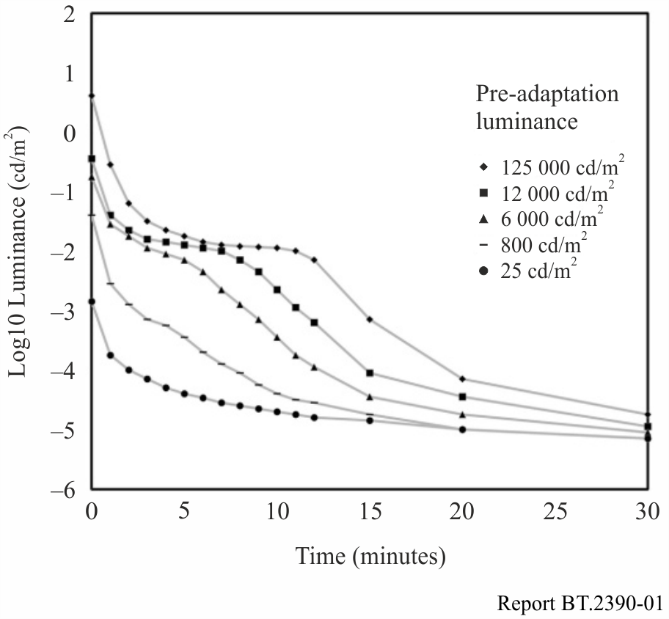 2
1
0
–1
–2
–3
–4
–5
–6
Log10 Luminance (cd/m²)
Pre-adaptation
luminance
125 000 cd/m²
12 000 cd/m²
6 000 cd/m²
800 cd/m²
25 cd/m²
0 5 10 15 20 25 30
Time (minutes)
Report BT.2390-01